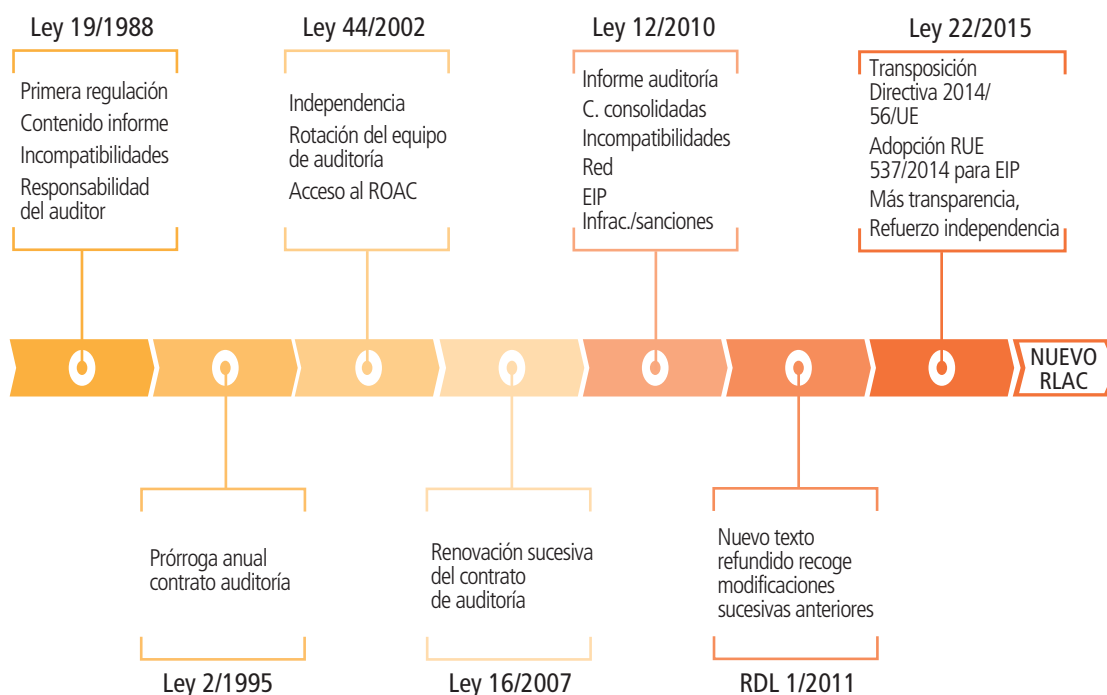 Ley 19/1988
Primera regulación
Contenido informe
Incompatibilidades
Responsabilidad
del auditor
Ley 44/2002
Independencia
Rotación del equipo
de auditoría
Acceso al ROAC
Ley 12/2010
Informe auditoría
C. consolidadas
Incompatibilidades
Red
EIP
Infrac./sanciones
Ley 22/2015
Transposición
Directiva 2014/
56/UE
Adopción RUE
537/2014 para EIP
Más transparencia,
Refuerzo independencia
NUEVO
RLAC
Prórroga anual
contrato auditoría
Ley 2/1995
Renovación sucesiva
del contrato
de auditoría
Ley 16/2007
Nuevo texto
refundido recoge
modificaciones
sucesivas anteriores
RDL 1/2011